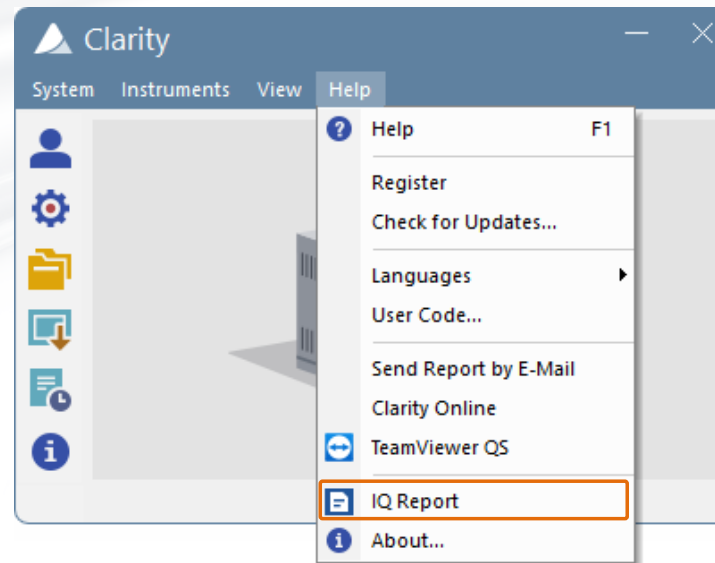 Clarity
System Instruments View Help
Help F1
Register
Check for Updates...
Languages
User Code...
Send Report by E-Mail
Clarity Online
TeamViewer QS
IQ Report
About...